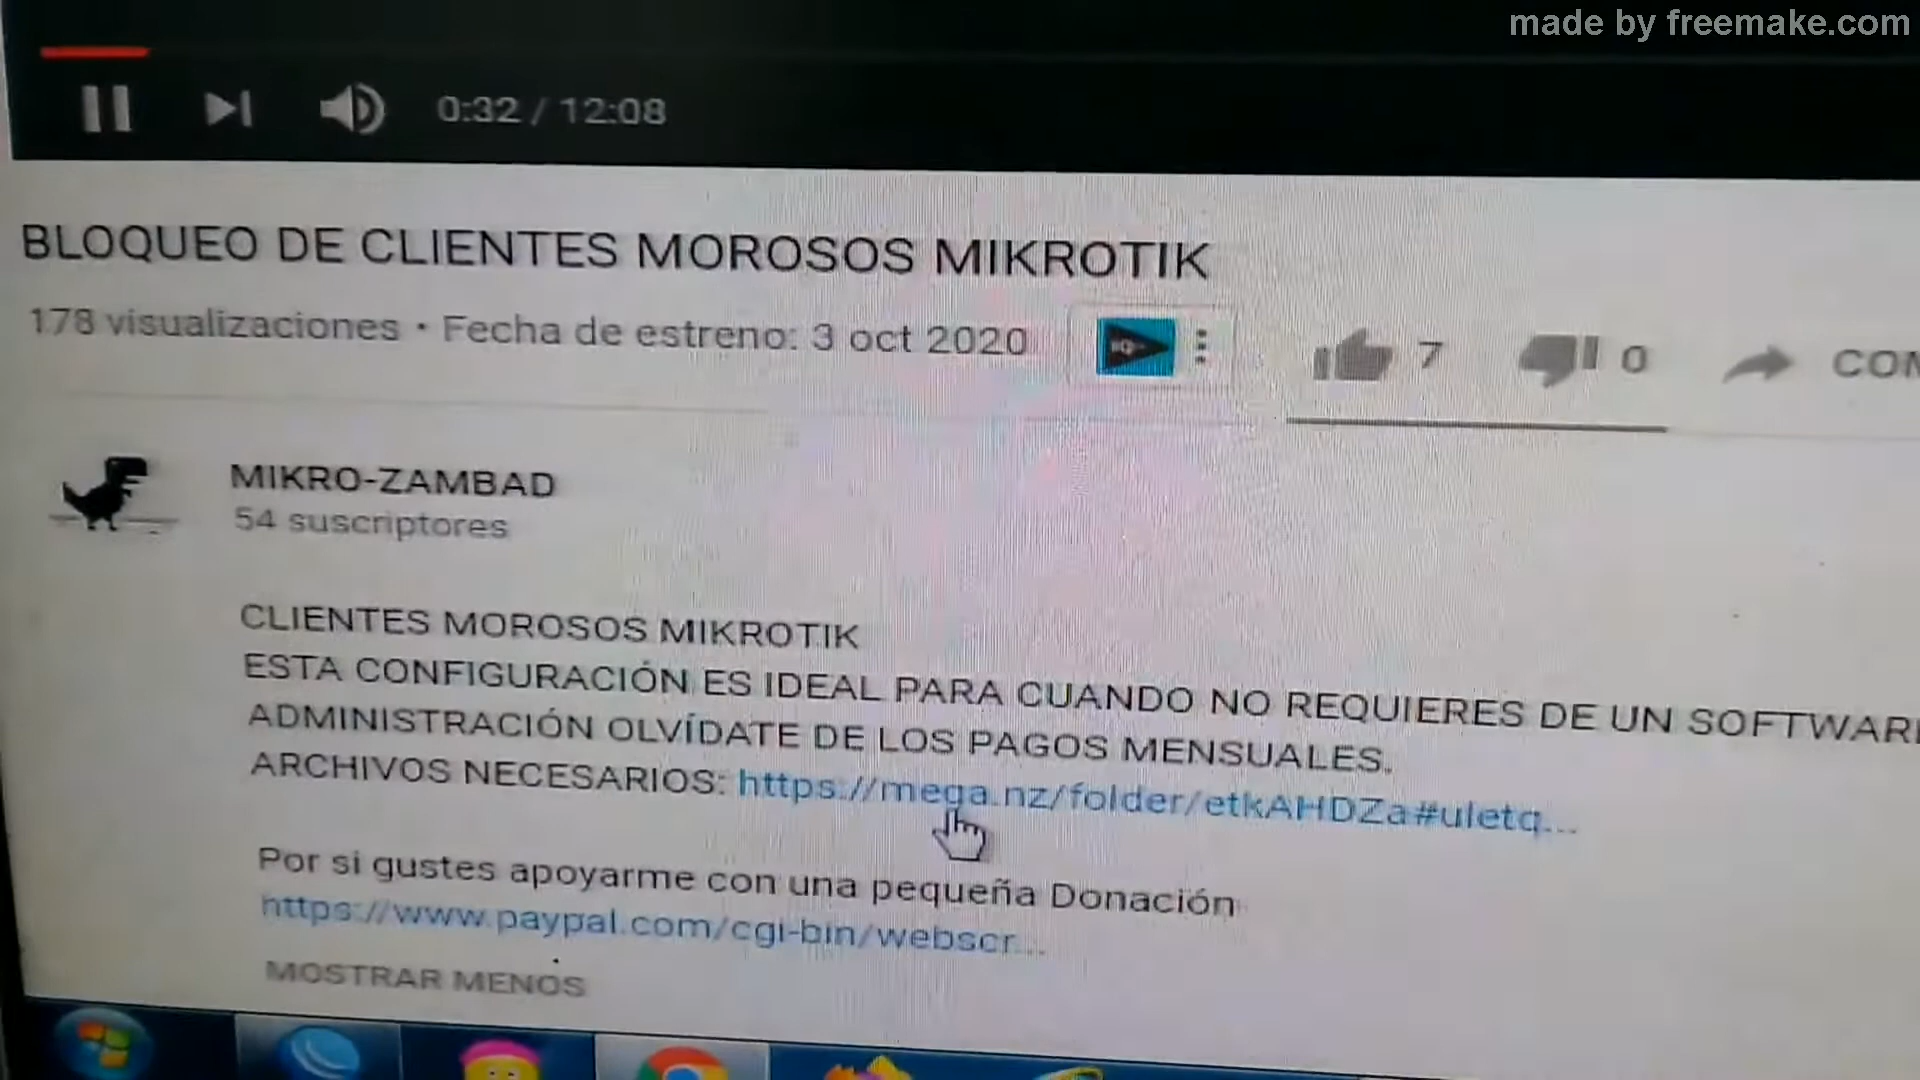 made by freemake.com
0:32 / 12:08
BLOQUEO DE CLIENTES MOROSOS MIKROTIK
178 visualizaciones • Fecha de estreno: 3 oct 2020
7
0
MIKRO-ZAMBAD
54 suscriptores
CLIENTES MOROSOS MIKROTIK
ESTA CONFIGURACIÓN ES IDEAL PARA CUANDO NO REQUIERES DE UN SOFTWARE
ADMINISTRACIÓN OLVÍDATE DE LOS PAGOS MENSUALES.
ARCHIVOS NECESARIOS: https://mega.nz/folder/etkAHDZa#uletq...
Por si gustes apoyarme con una pequeña Donación
https://www.paypal.com/cgi-bin/webscr...
MOSTRAR MENOS